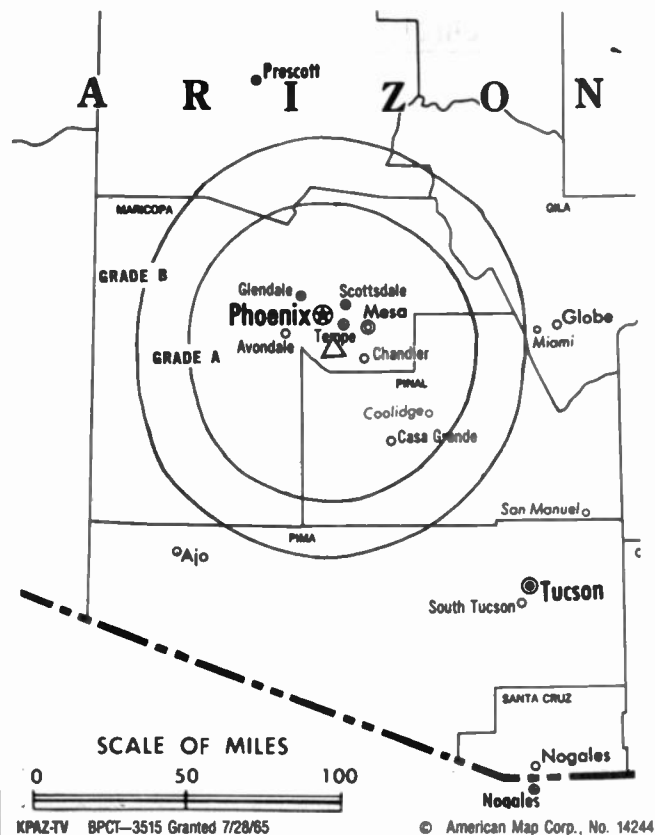 Prescott
A R I Z O N
MARICOPA
GILA
GRADE B
Glendale
Scottsdale
Phoenix
Mesa
Globe
Tempe
Miami
Avondale
GRADE A
Chandler
PINAL
Coolidge
Casa Grande
San Manuel
PIMA
Ajo
C
Tucson
South Tucson
SANTA CRUZ
SCALE OF MILES
Nogales
0 50 100
Nogales
KPAZ-TV BPCT—3515 Granted 7/28/65 © American Map Corp., No. 14244